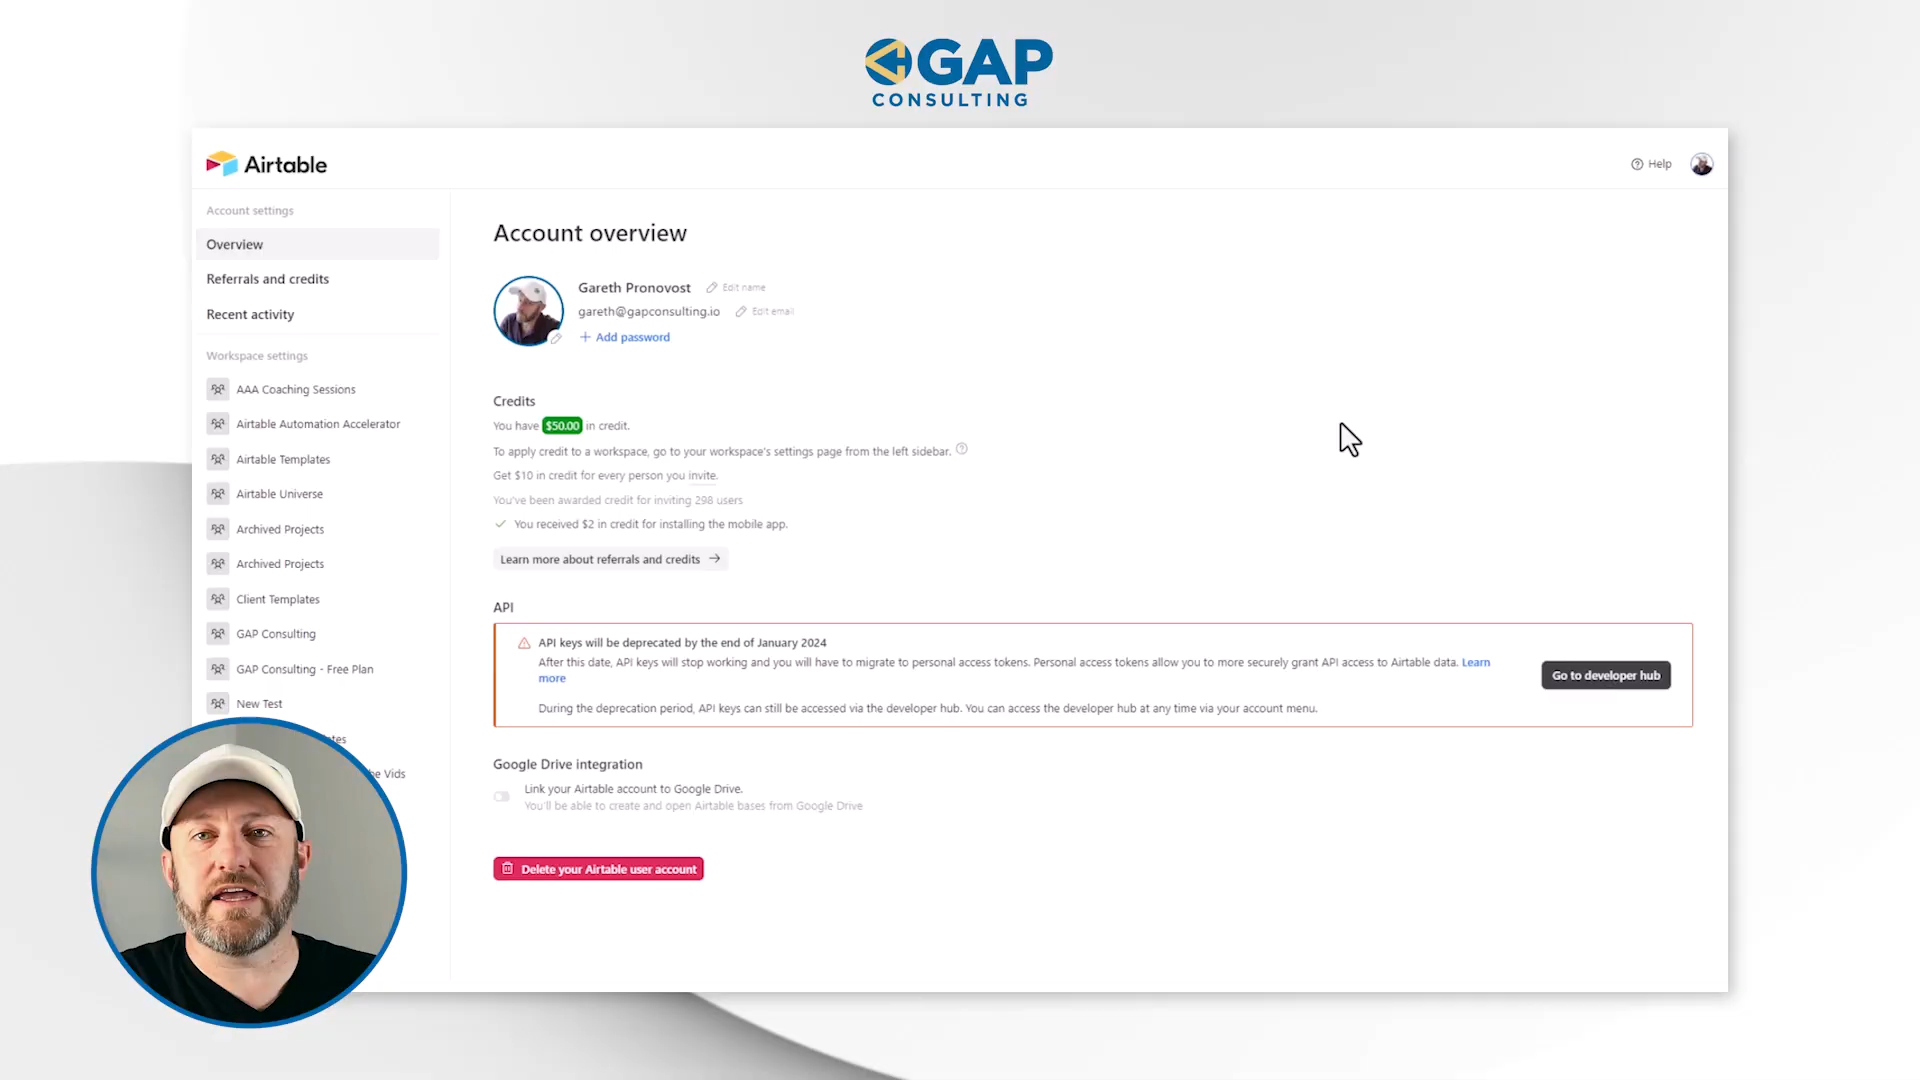 GAP
CONSULTING
Airtable
Help
Account settings
Overview
Referrals and credits
Recent activity
Workspace settings
AAA Coaching Sessions
Airtable Automation Accelerator
Airtable Templates
Airtable Universe
Archived Projects
Archived Projects
Client Templates
GAP Consulting
GAP Consulting - Free Plan
New Test
Vids
Account overview
Gareth Pronovost
Edit name
gareth@gapconsulting.io
Edit email
+ Add password
Credits
You have $50.00 in credit.
To apply credit to a workspace, go to your workspace's settings page from the left sidebar.
Get $10 in credit for every person you invite.
You've been awarded credit for inviting 298 users
You received $2 in credit for installing the mobile app.
Learn more about referrals and credits →
API
API keys will be deprecated by the end of January 2024
After this date, API keys will stop working and you will have to migrate to personal access tokens. Personal access tokens allow you to more securely grant API access to Airtable data. Learn
more
During the deprecation period, API keys can still be accessed via the developer hub. You can access the developer hub at any time via your account menu.
Go to developer hub
Google Drive integration
Link your Airtable account to Google Drive.
You'll be able to create and open Airtable bases from Google Drive
Delete your Airtable user account